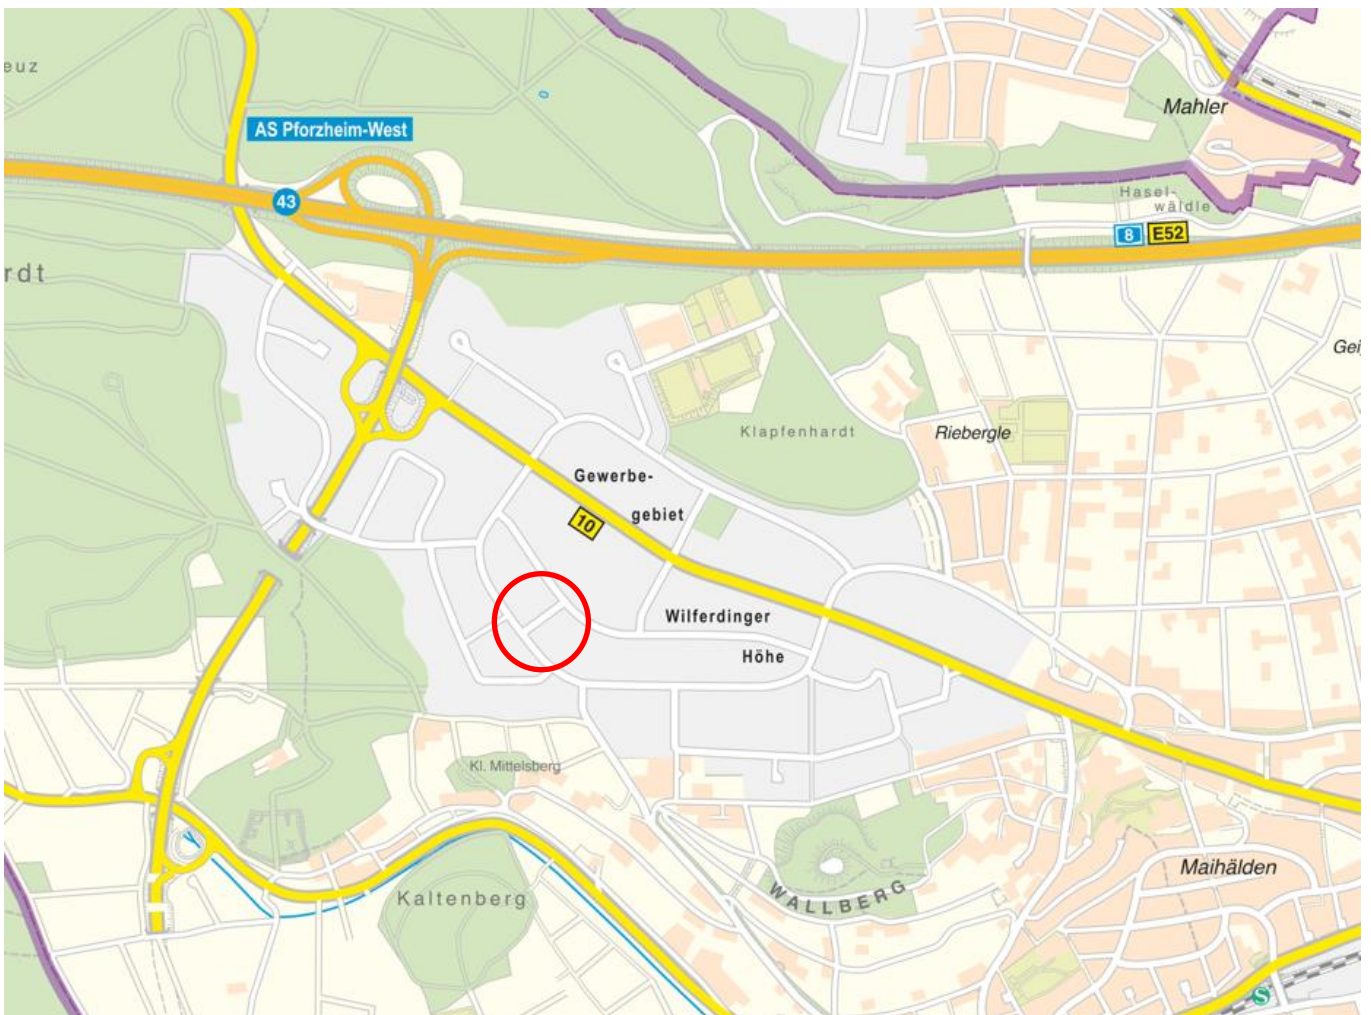 euz
AS Pforzheim-West
Mahler
43
Hasel-
wäldle
8
E52
rdt
Klapfenhardt
Riebergle
Gewerbe-
gebiet
10
Wilferdinger
Höhe
Kl. Mittelsberg
Kaltenberg
WALLBERG
Maihälden
S